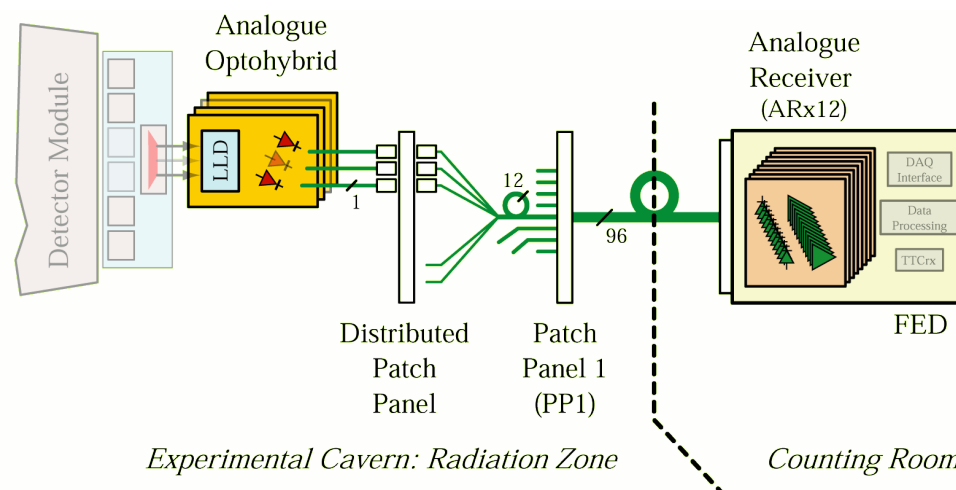 Analogue
Optohybrid
Detector Module
LLD
1
12
96
Analogue
Receiver
(ARx12)
DAQ
Interface
Data
Processing
TTCrx
FED
Distributed
Patch
Panel
Patch
Panel 1
(PP1)
Experimental Cavern: Radiation Zone
Counting Room